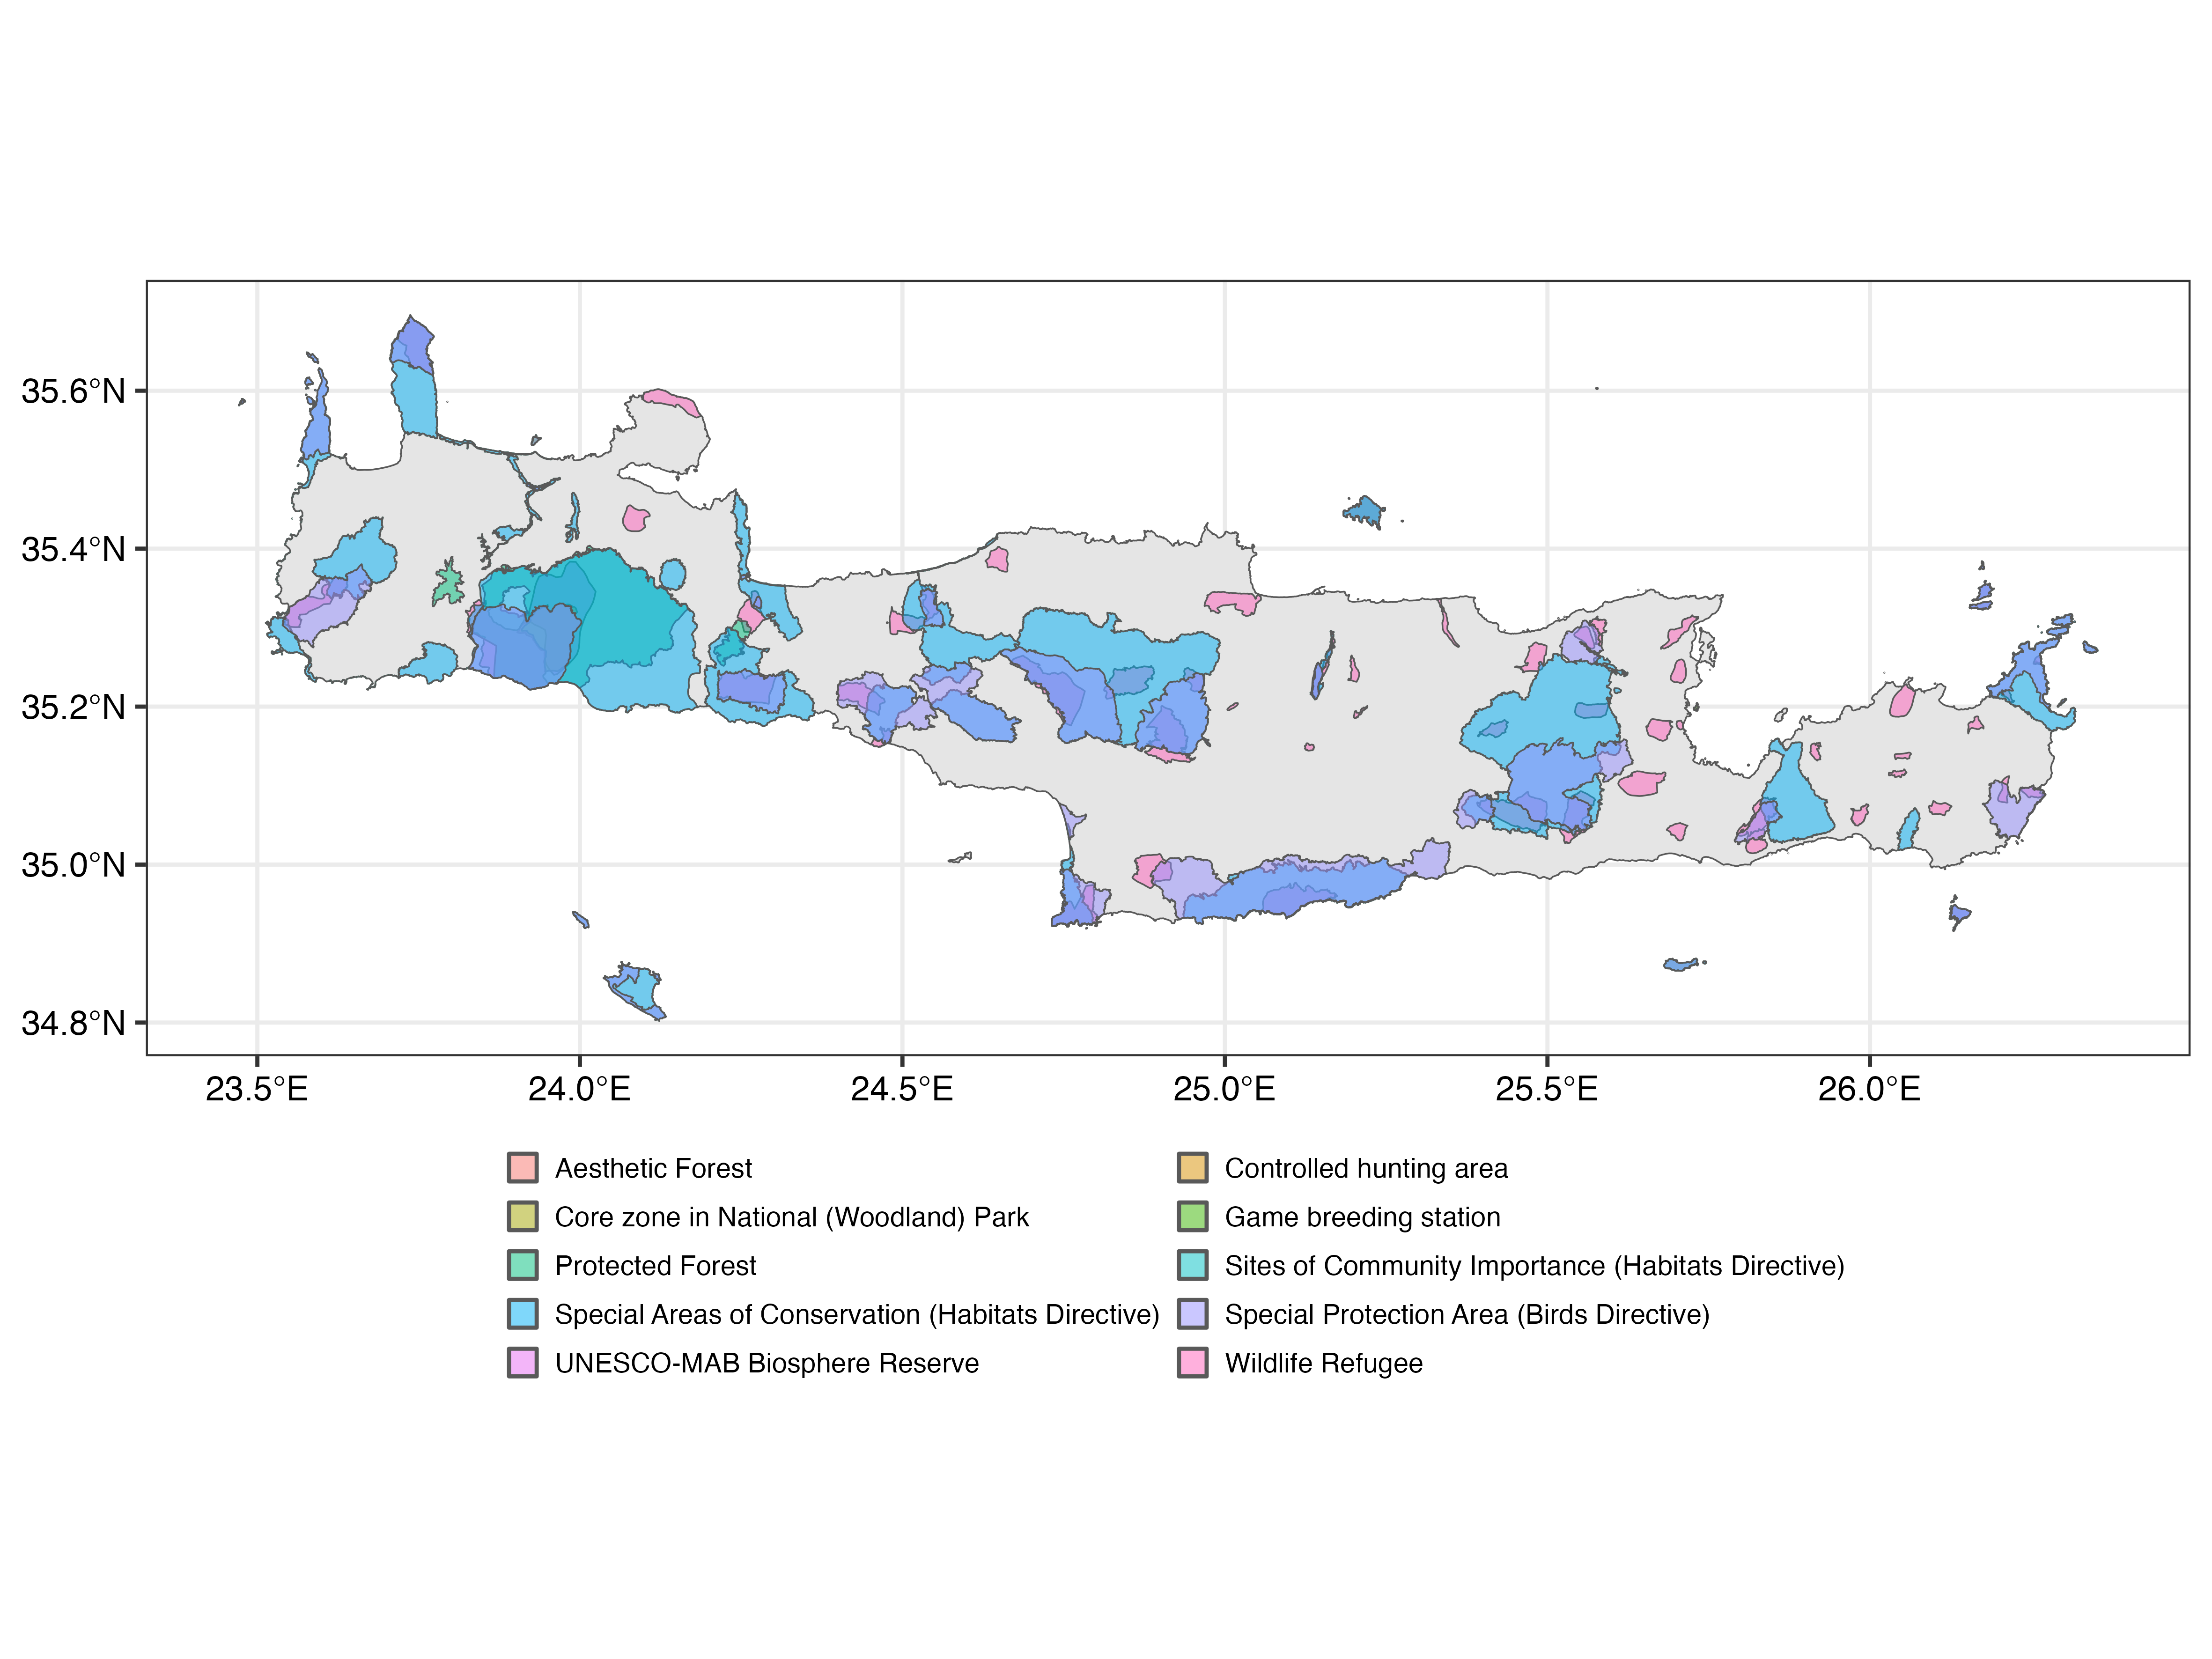 35.6°N
35.4°N
35.2°N
35.0°N
34.8°N
23.5°E 24.0°E 24.5°E 25.0°E 25.5°E 26.0°E
Aesthetic Forest Controlled hunting area
Core zone in National (Woodland) Park Game breeding station
Protected Forest Sites of Community Importance (Habitats Directive)
Special Areas of Conservation (Habitats Directive) Special Protection Area (Birds Directive)
UNESCO-MAB Biosphere Reserve Wildlife Refugee